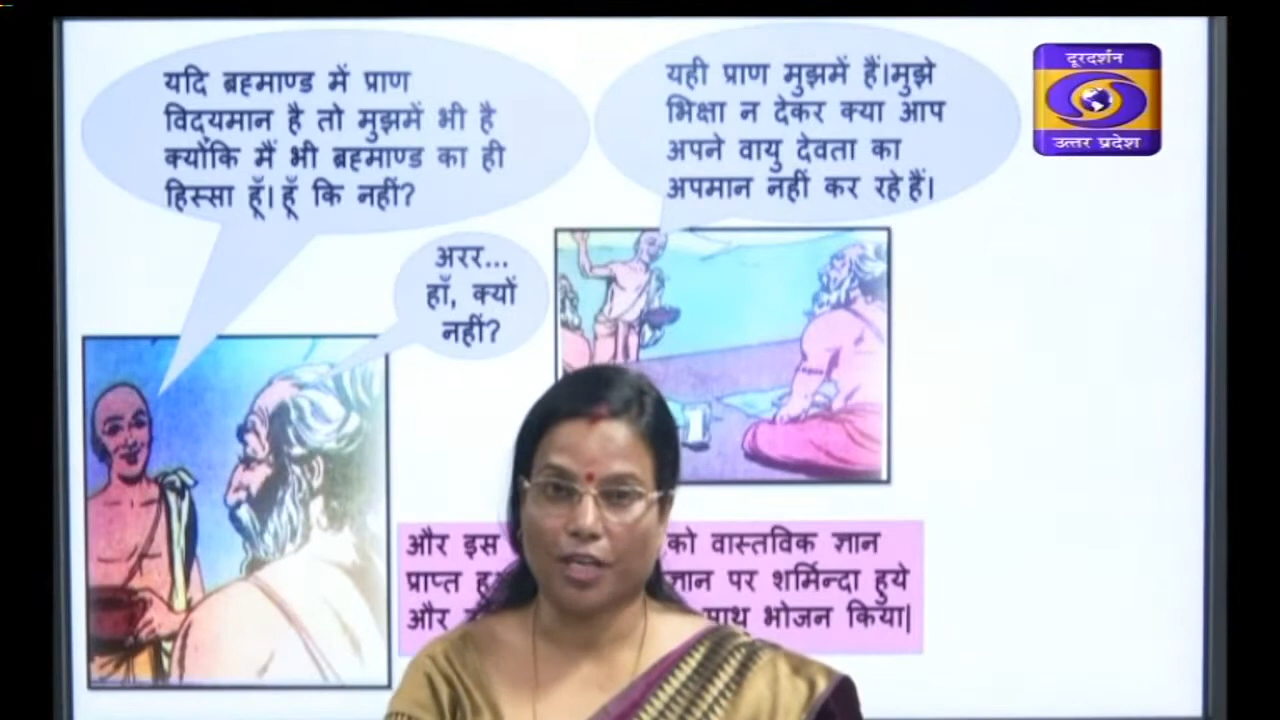 यदि ब्रह्माण्ड में प्राण
विद्यमान है तो मुझमें भी है
क्योंकि मैं भी ब्रह्माण्ड का ही
हिस्सा हूँ। हूँ कि नहीं?
अरर...
हाँ, क्यों
नहीं?
यही प्राण मुझमें हैं।मुझे
भिक्षा न देकर क्या आप
अपने वायु देवता का
अपमान नहीं कर रहे हैं।
दूरदर्शन
उत्तर प्रदेश
और इस को वास्तविक ज्ञान
प्राप्त पर शर्मिन्दा हुये
और भोजन किया|